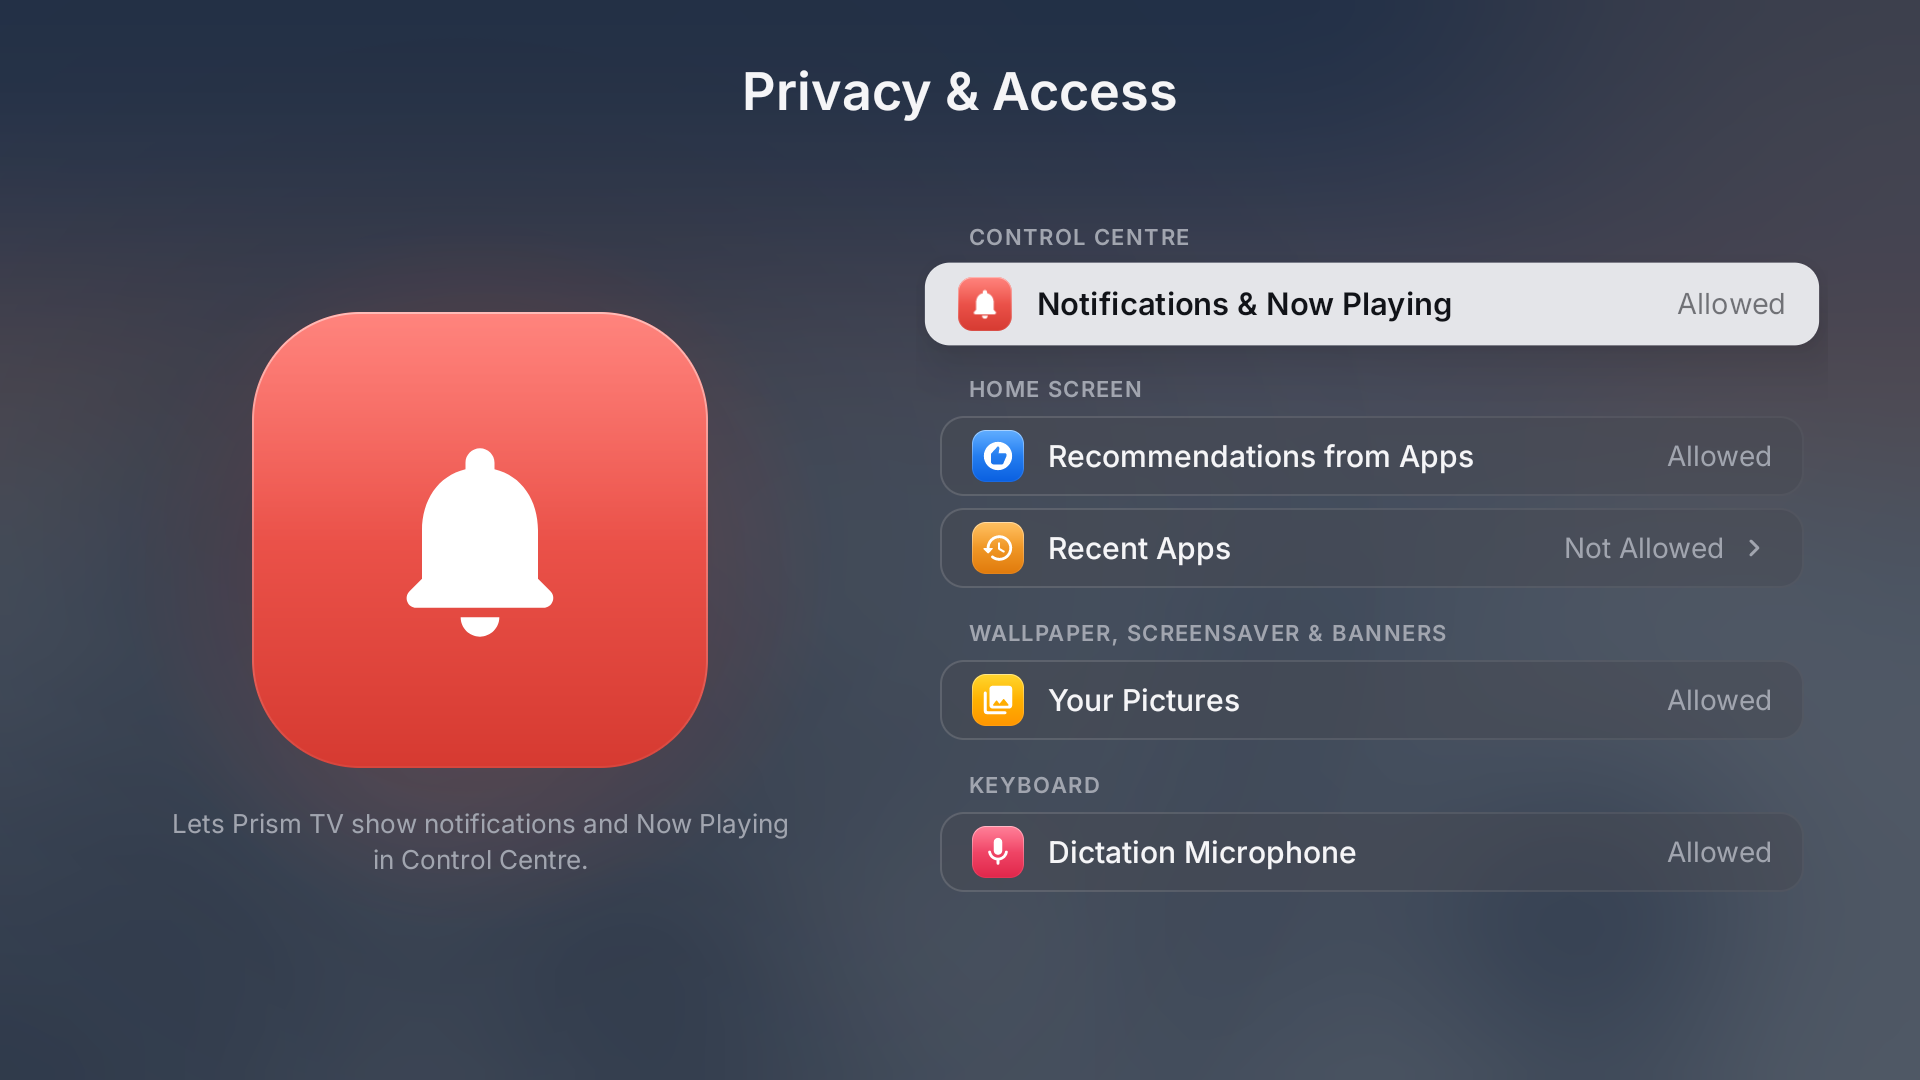 Privacy & Access
CONTROL CENTRE
Notifications & Now Playing Allowed
HOME SCREEN
Recommendations from Apps Allowed
Recent Apps Not Allowed
WALLPAPER, SCREENSAVER & BANNERS
Your Pictures Allowed
KEYBOARD
Dictation Microphone Allowed
Lets Prism TV show notifications and Now Playing
in Control Centre.